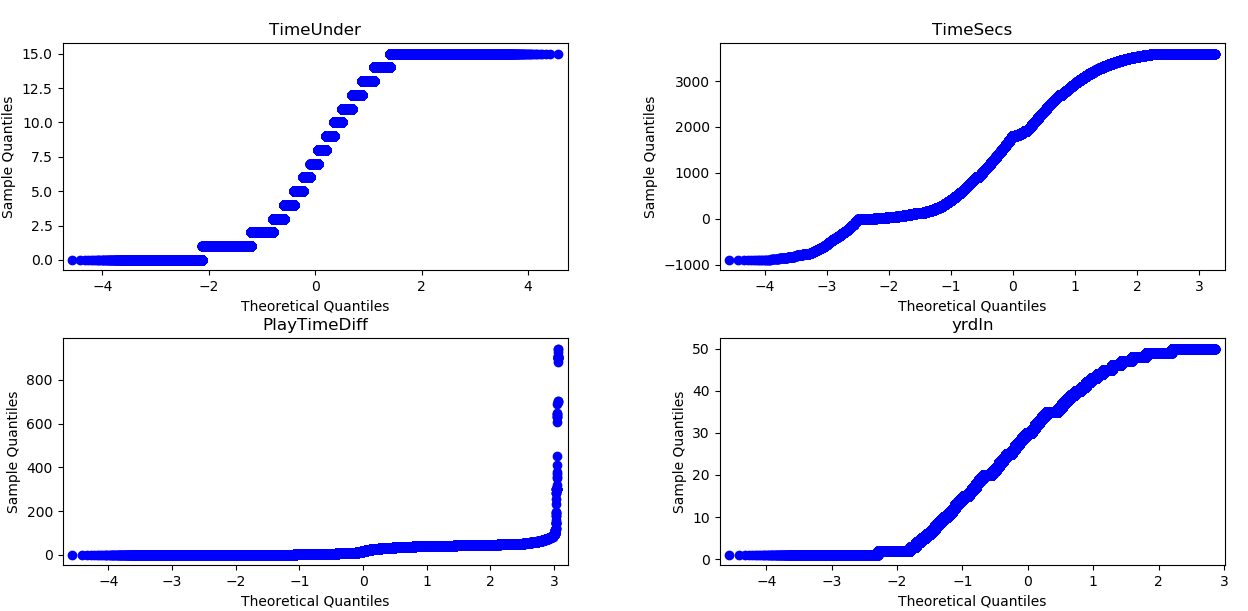 TimeUnder
Sample Quantiles
15.0
12.5
10.0
7.5
5.0
2.5
0.0
−4 −2 0 2 4
Theoretical Quantiles
TimeSecs
Sample Quantiles
3000
2000
1000
0
−1000
−4 −3 −2 −1 0 1 2 3
Theoretical Quantiles
PlayTimeDiff
Sample Quantiles
800
600
400
200
0
−4 −3 −2 −1 0 1 2 3
Theoretical Quantiles
yrdln
Sample Quantiles
50
40
30
20
10
0
−4 −3 −2 −1 0 1 2 3
Theoretical Quantiles